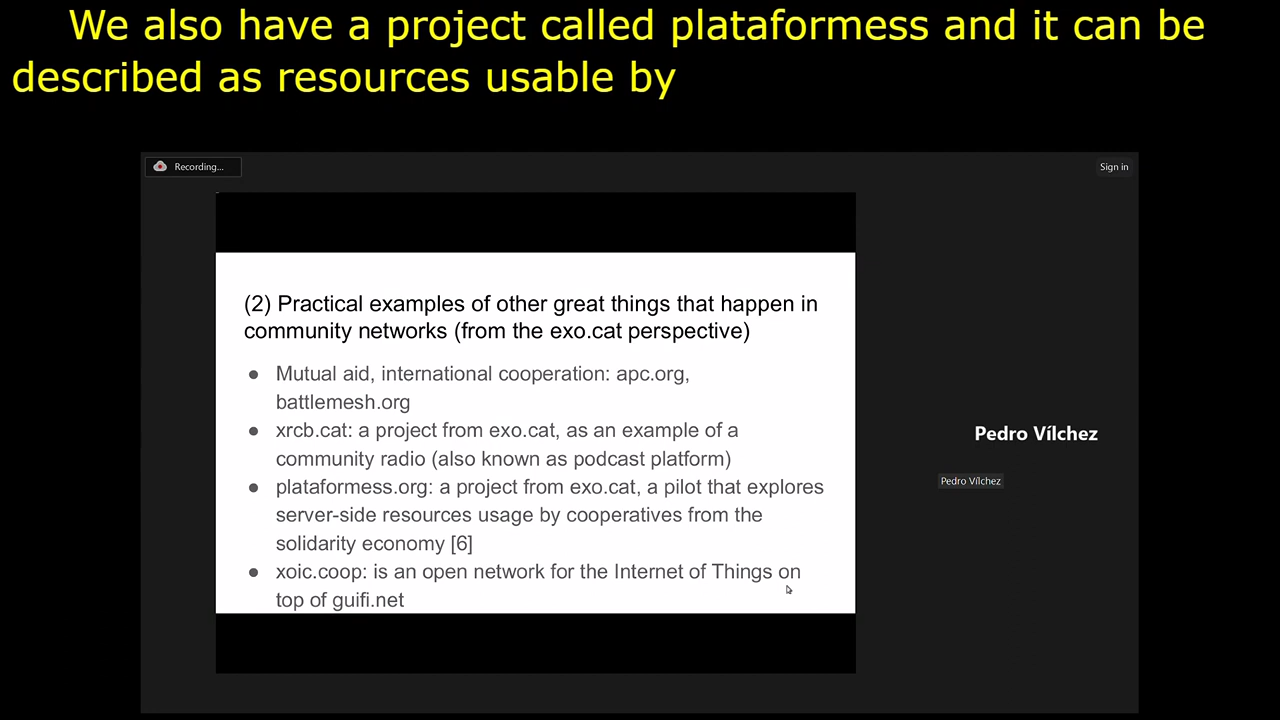 We also have a project called plataformess and it can be
described as resources usable by
Recording...
Sign in
(2) Practical examples of other great things that happen in
community networks (from the exo.cat perspective)
● Mutual aid, international cooperation: apc.org,
battlemesh.org
● xrcb.cat: a project from exo.cat, as an example of a
community radio (also known as podcast platform)
● plataformess.org: a project from exo.cat, a pilot that explores
server-side resources usage by cooperatives from the
solidarity economy [6]
● xoic.coop: is an open network for the Internet of Things on
top of guifi.net
Pedro Vílchez
Pedro Vílchez